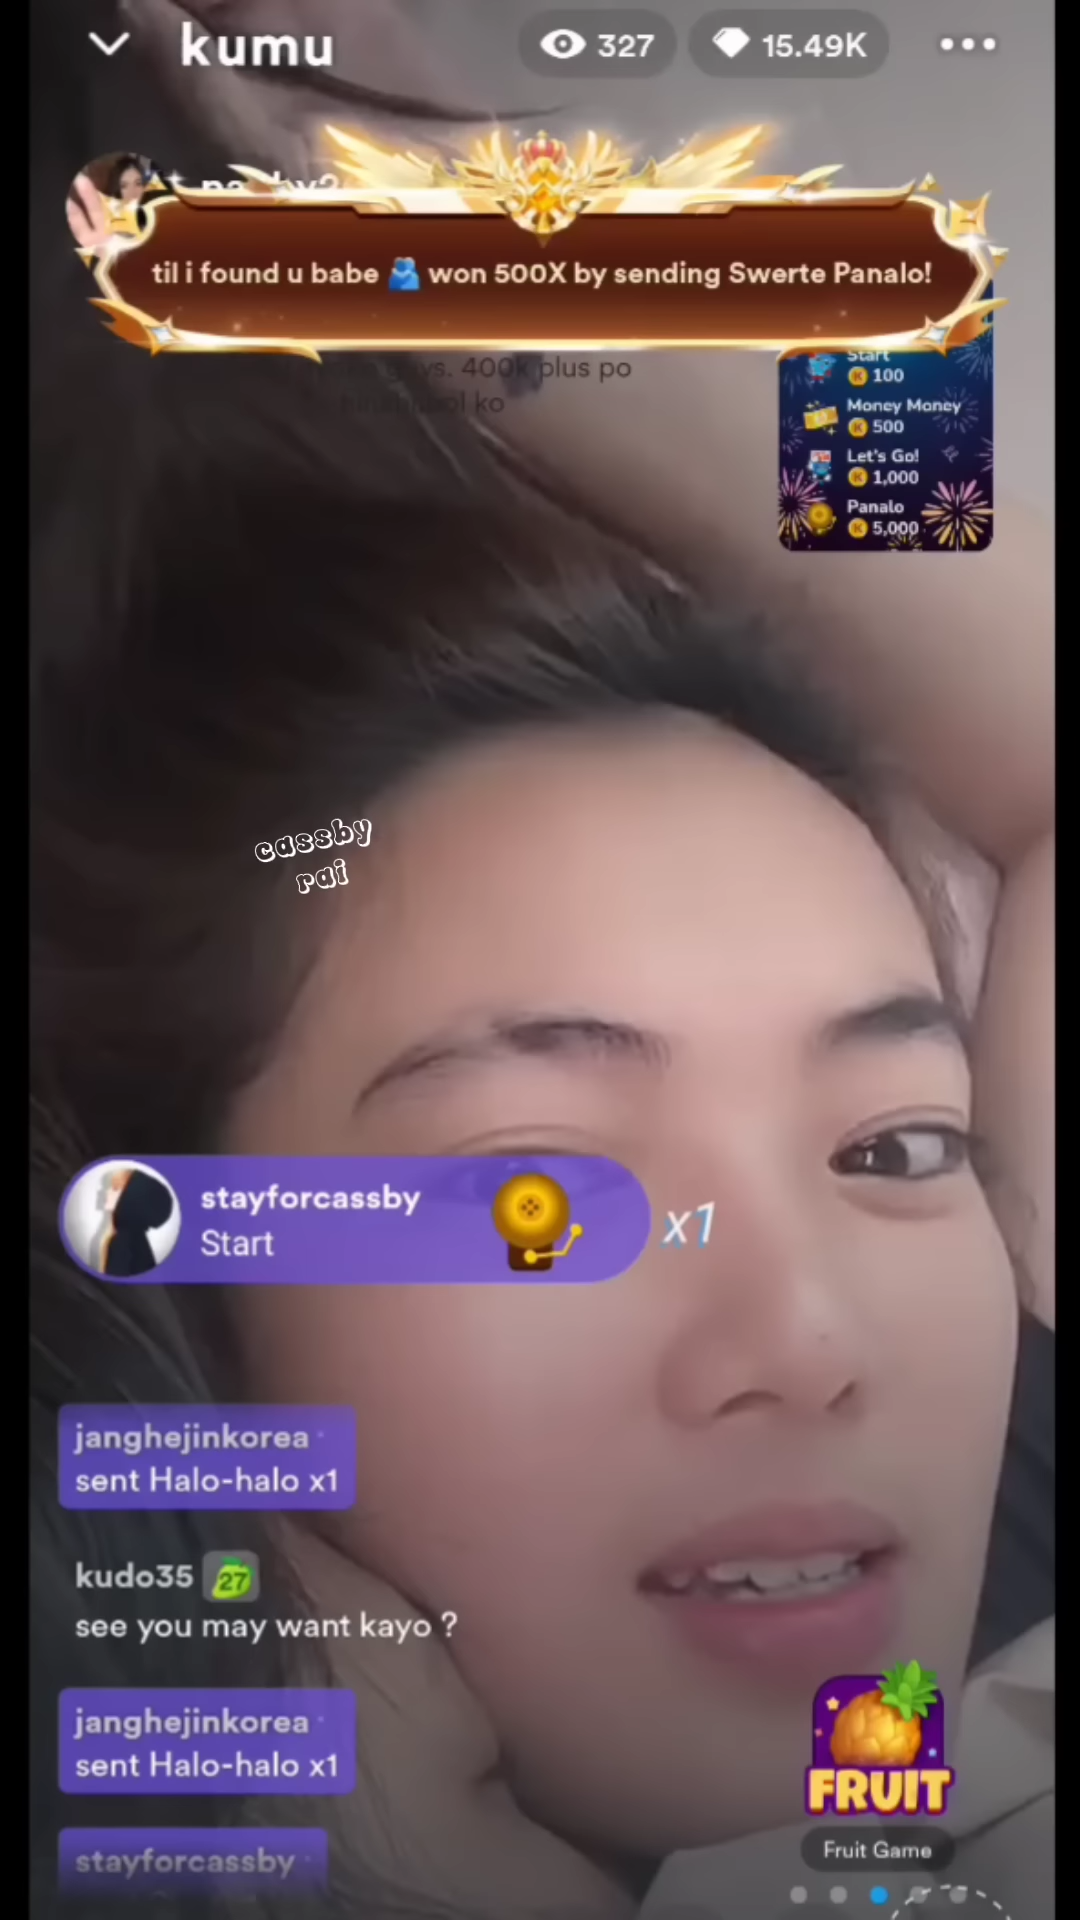 kumu
327
15.49K
til i found u babe 🫂 won 500X by sending Swerte Panalo!
400k plus po
ko
Start
100
Money Money
500
Let's Go!
1,000
Panalo
5,000
cassby
rai
stayforcassby
Start
x1
janghejinkorea
sent Halo-halo x1
kudo35 27
see you may want kayo ?
janghejinkorea
sent Halo-halo x1
FRUIT
Fruit Game
stayforcassby